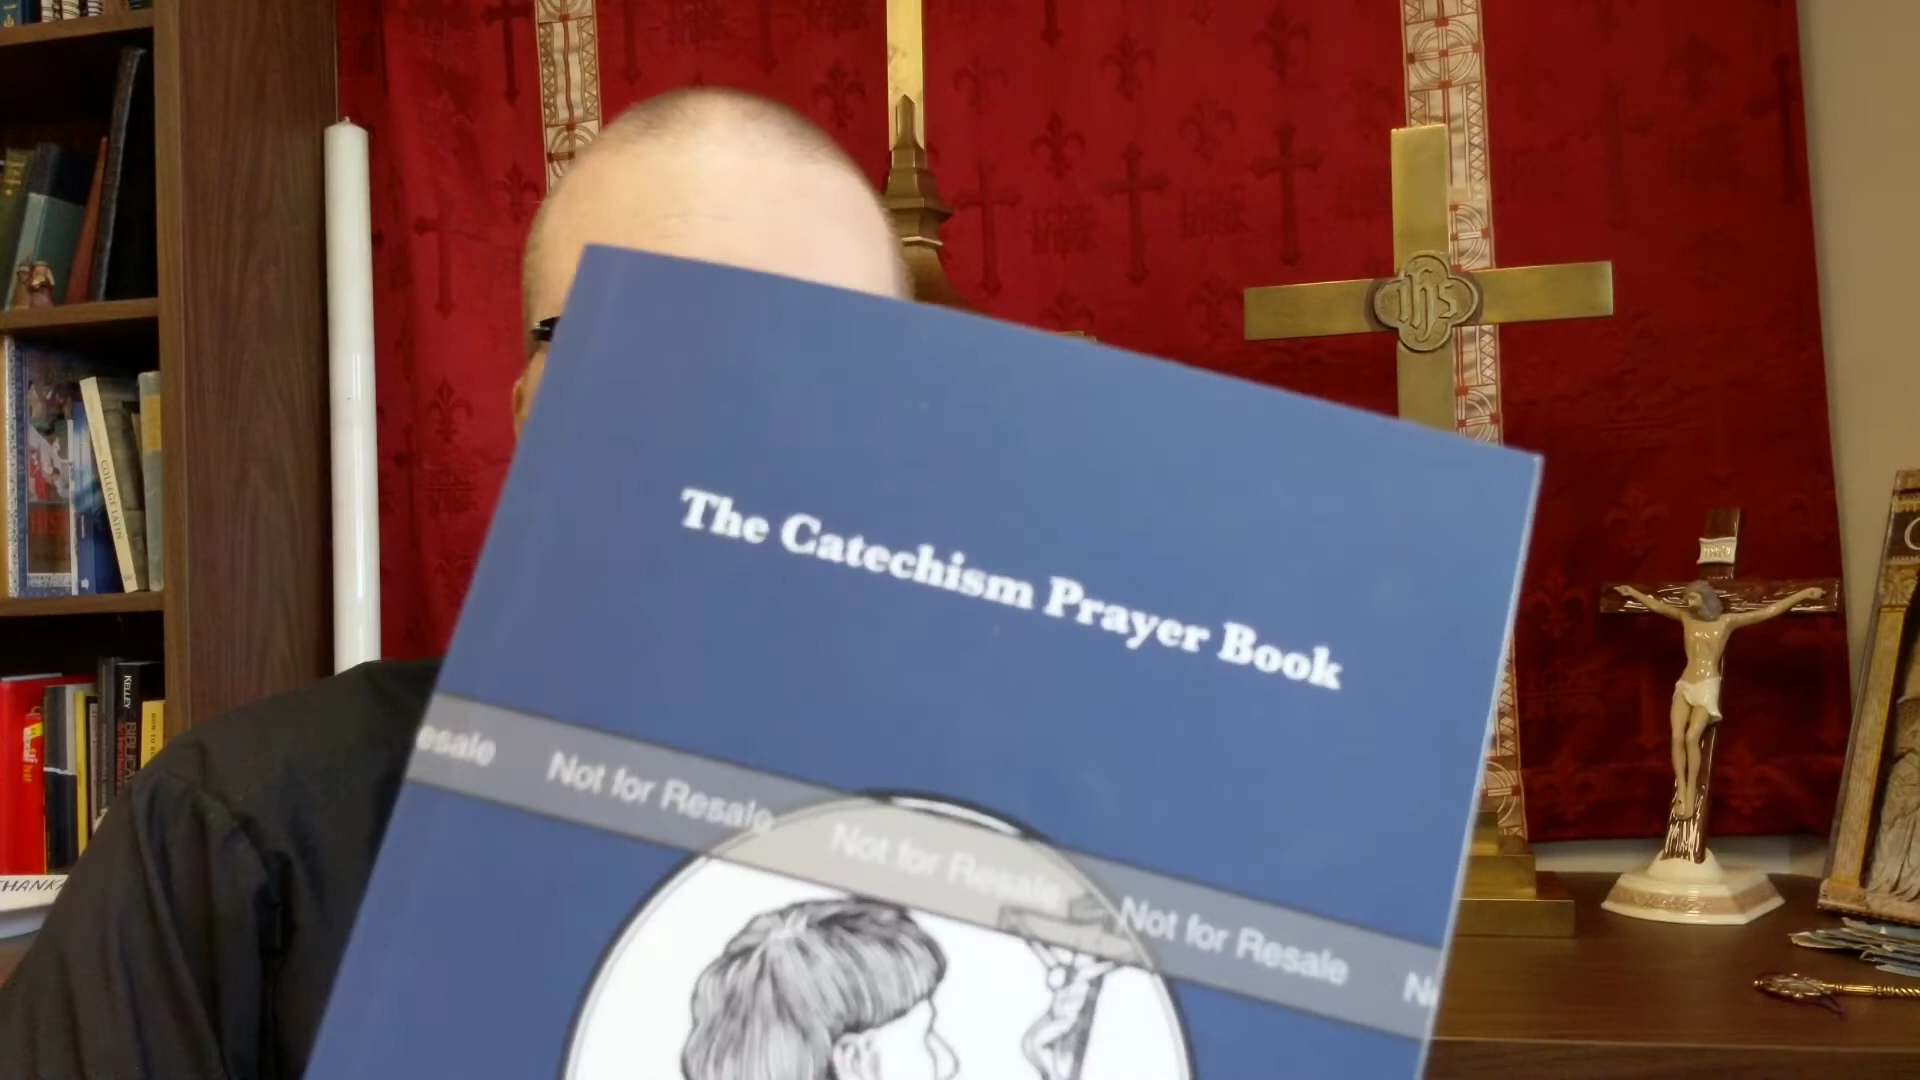 The Catechism Prayer Book
esale Not for Resale Not for Resale Not for Resale N
ihs
COLLEGE LATIN
KELLEY
BIBLICA
THANK